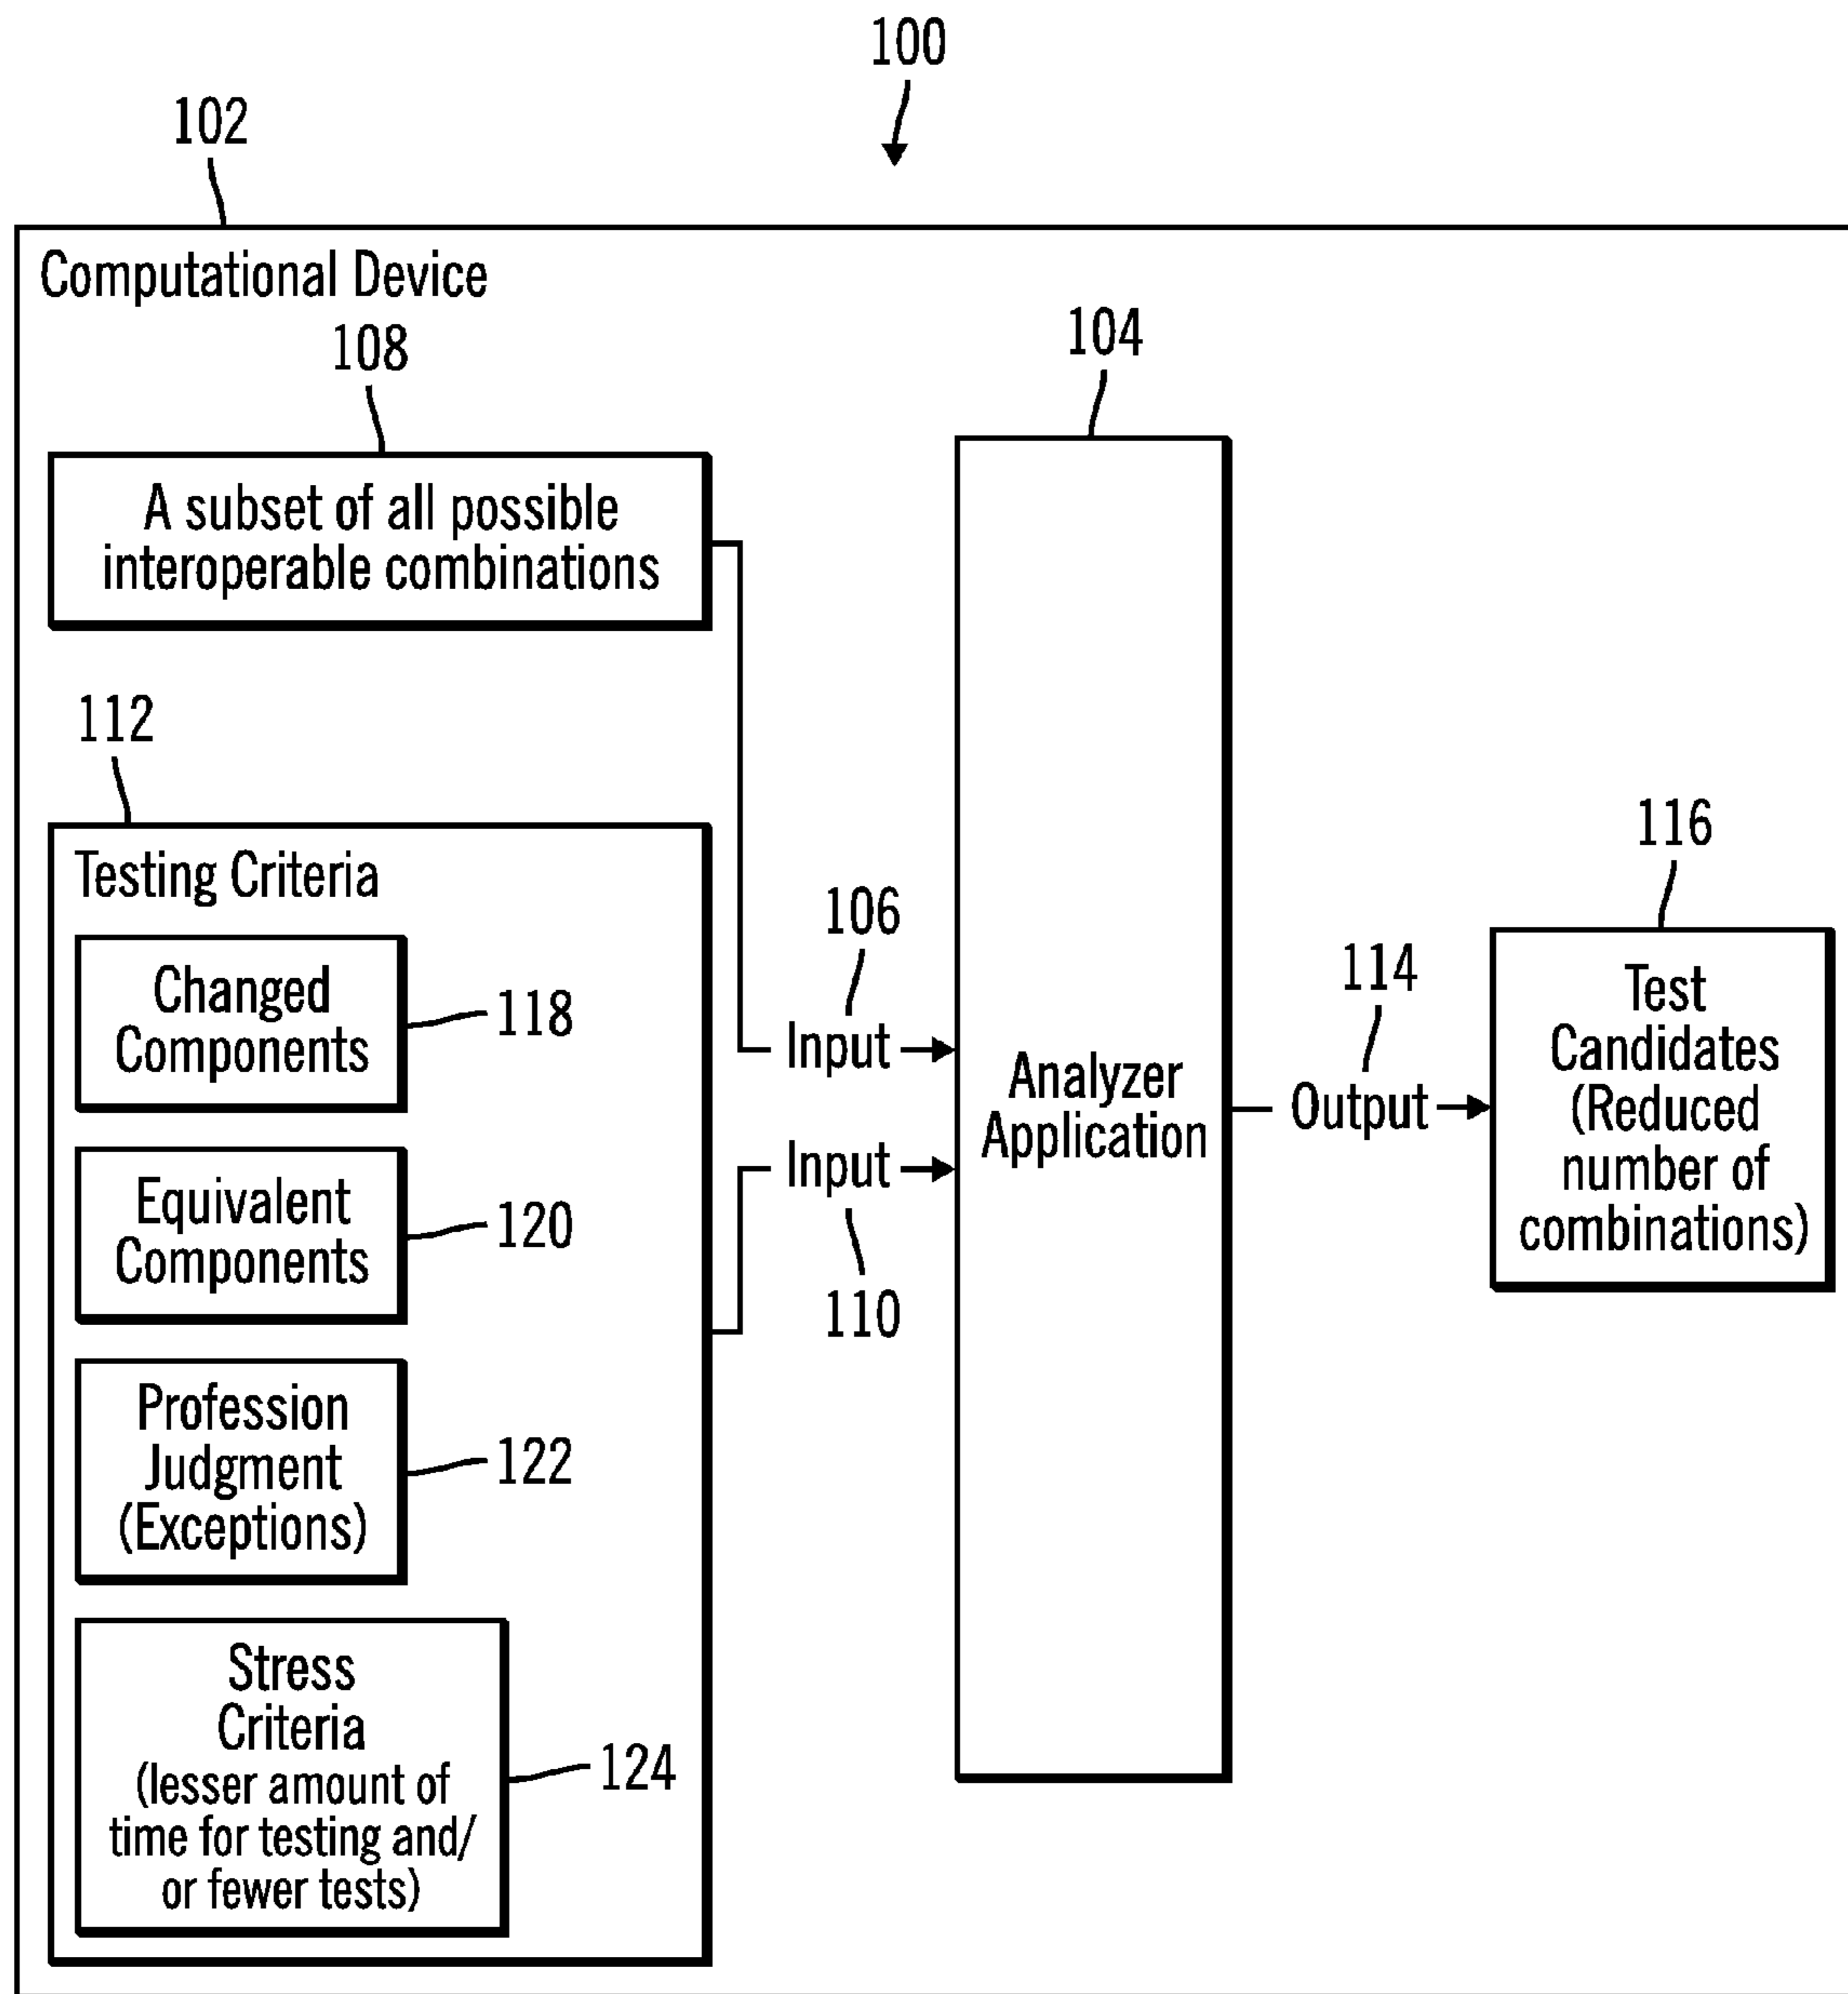 100
102
Computational Device
108
A subset of all possible
interoperable combinations
104
112
Testing Criteria
Changed
Components
118
Equivalent
Components
120
Profession
Judgment
(Exceptions)
122
Stress
Criteria
(lesser amount of
time for testing and/
or fewer tests)
124
106
Input
Input
110
Analyzer
Application
114
Output
116
Test
Candidates
(Reduced
number of
combinations)